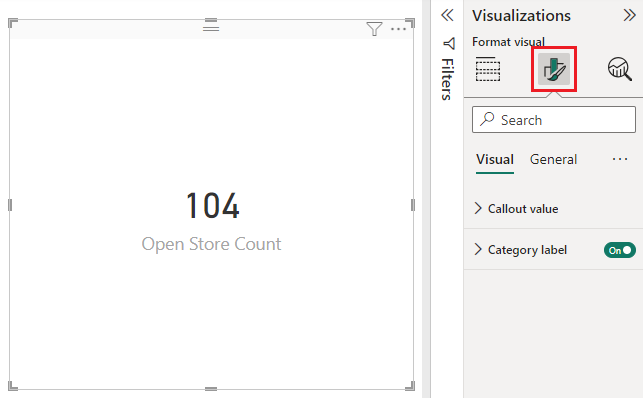 104
Open Store Count
Filters
Visualizations
Format visual
Search
Visual General
Callout value
Category label On